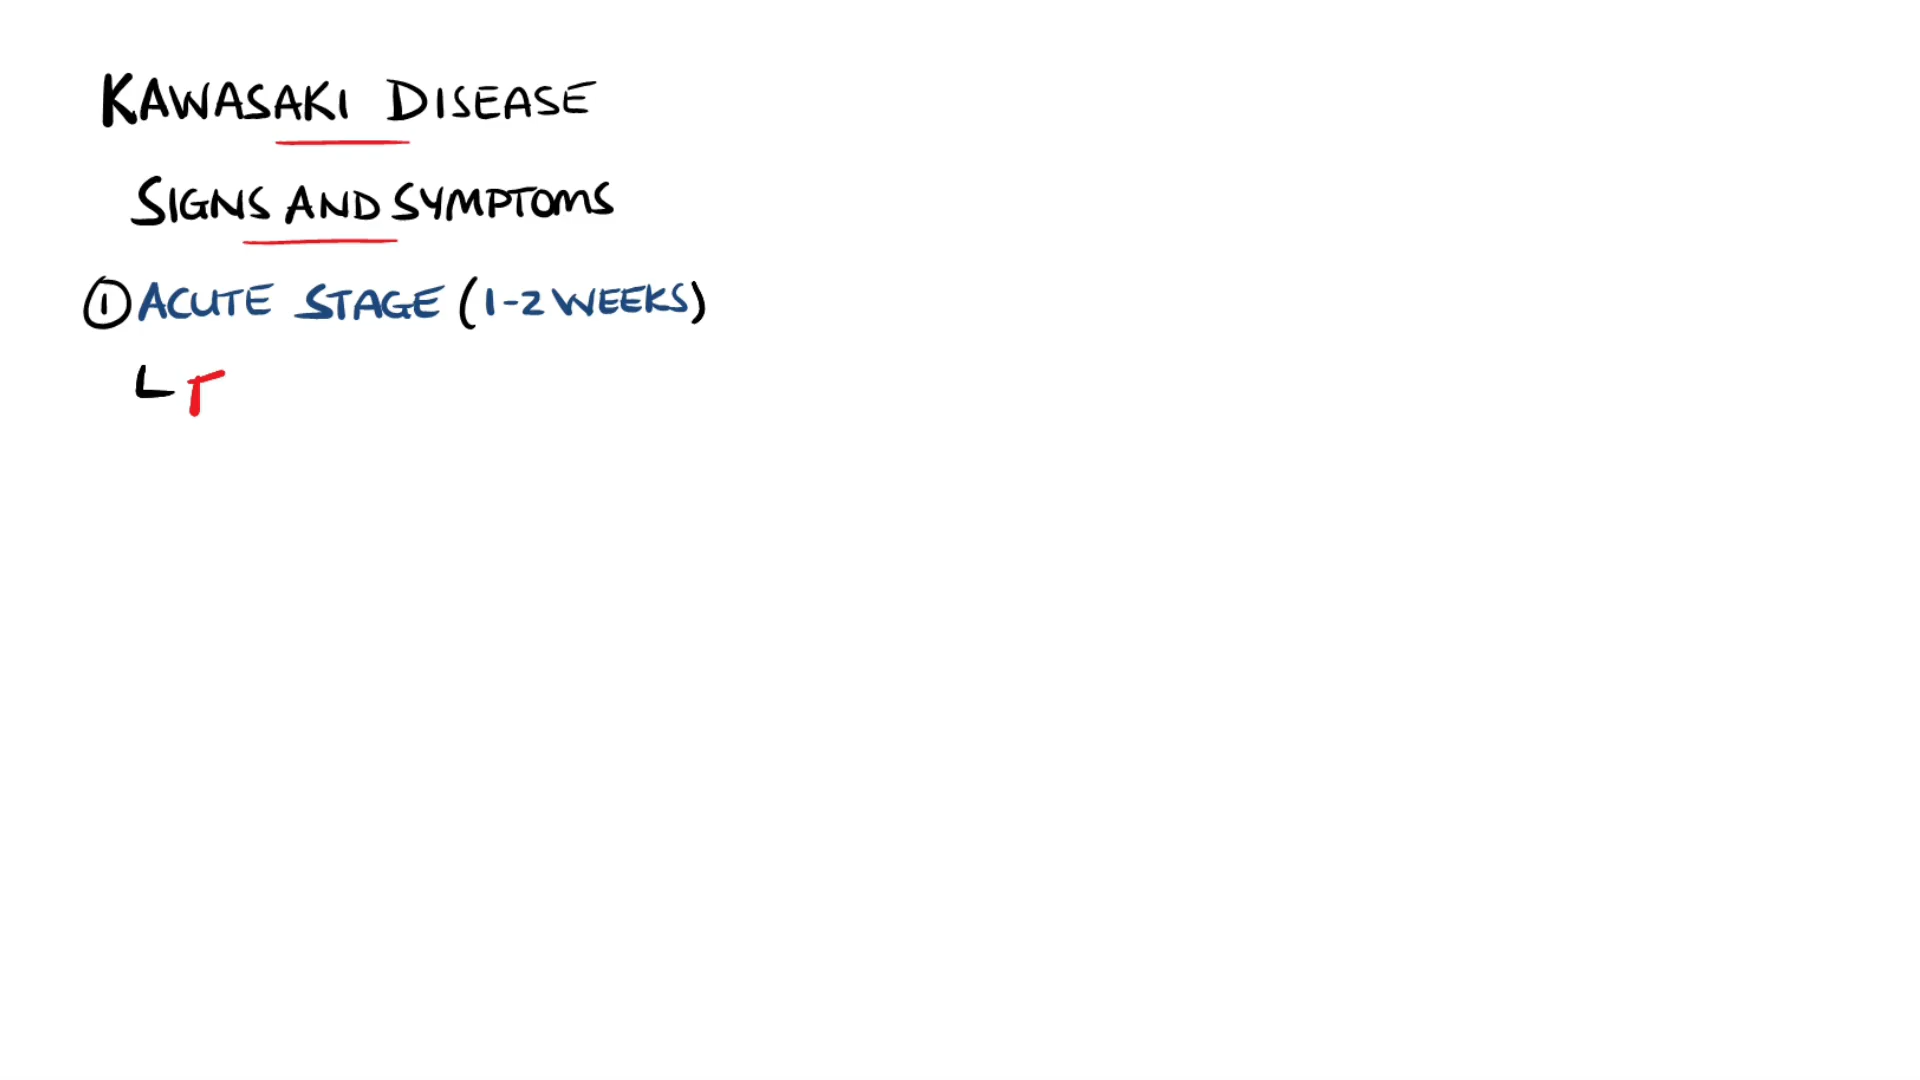 KAWASAKI DISEASE
SIGNS AND SYMPTOMS
① ACUTE STAGE (1-2 WEEKS)